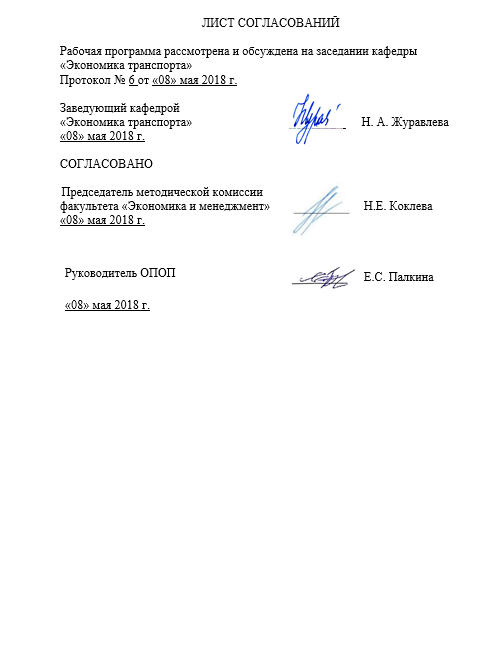 ЛИСТ СОГЛАСОВАНИЙ
Рабочая программа рассмотрена и обсуждена на заседании кафедры
«Экономика транспорта»
Протокол № 6 от «08» мая 2018 г.
Заведующий кафедрой
«Экономика транспорта» Н. А. Журавлева
«08» мая 2018 г.
СОГЛАСОВАНО
Председатель методической комиссии
факультета «Экономика и менеджмент» Н.Е. Коклева
«08» мая 2018 г.
Руководитель ОПОП Е.С. Палкина
«08» мая 2018 г.